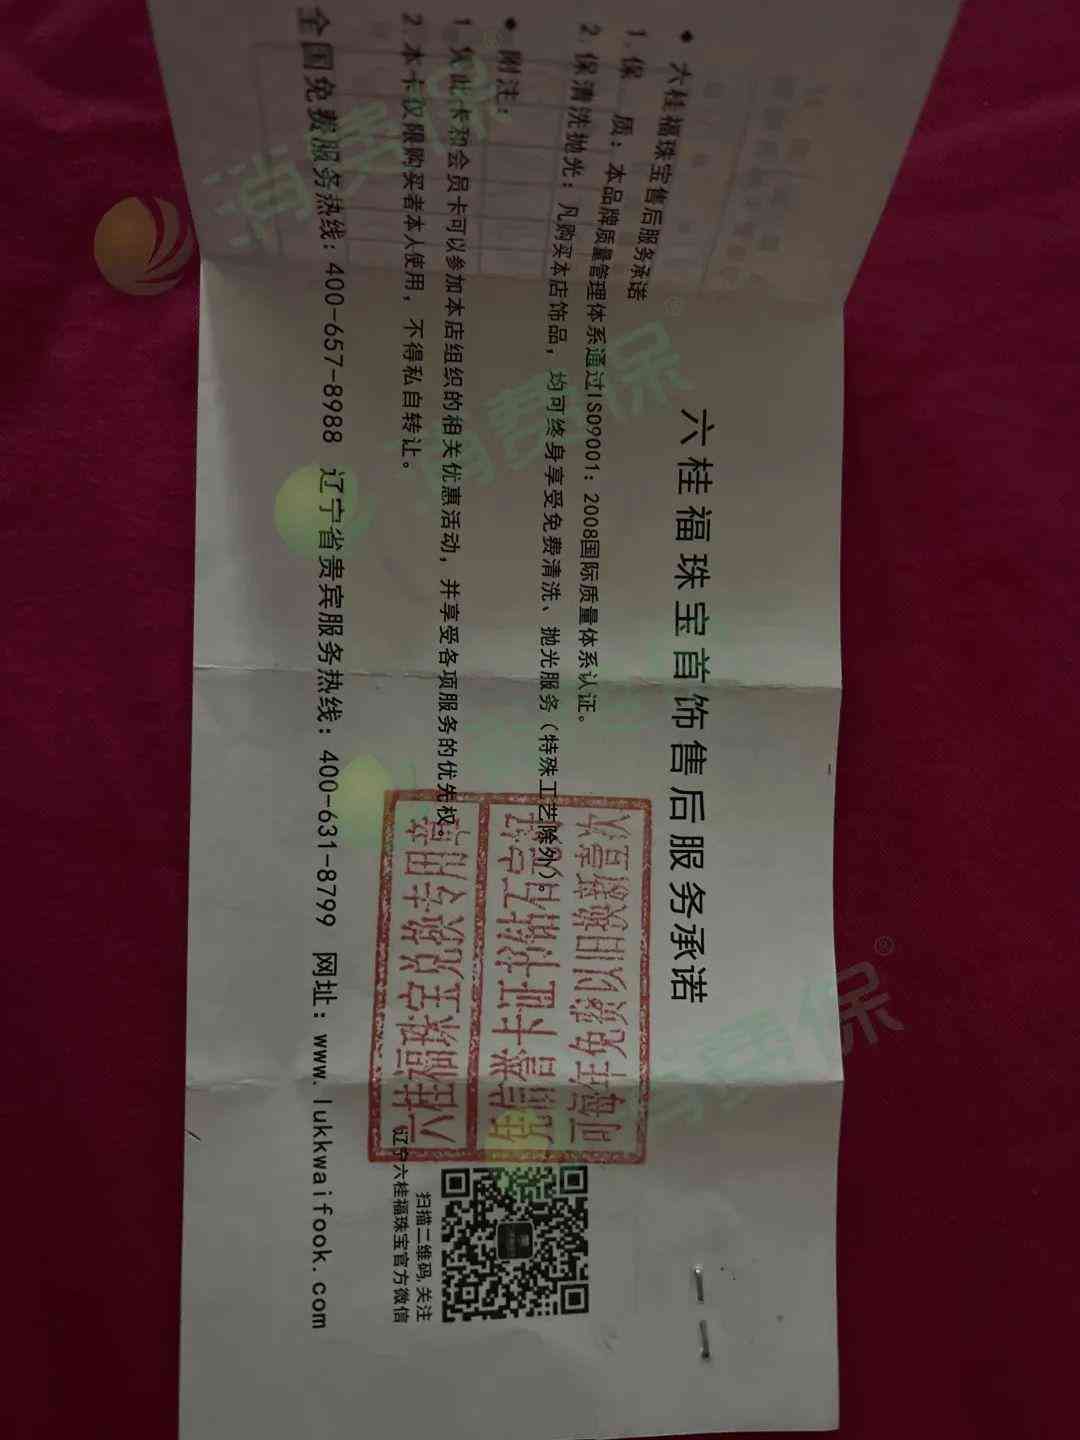 六桂福珠宝首饰售后服务承诺
● 六桂福珠宝售后服务承诺
1.保 质：本品牌质量管理体系通过ISO9001：2008国际质量体系认证。
2.保清洗抛光：凡购买本店饰品，均可终身享受免费清洗、抛光服务（特殊工艺除外）。
● 附注：
1.凭此卡和会员卡可以参加本店组织的相关优惠活动，并享受各项服务的优先权。
2.本卡仅限购买者本人使用，不得私自转让。
全国免费服务热线：400-657-8988 辽宁省贵宾服务热线：400-631-8799 网址：www.lukkwaifook.com
扫描二维码,关注
辽宁六桂福珠宝官方微信
消费保
消费保
消费保